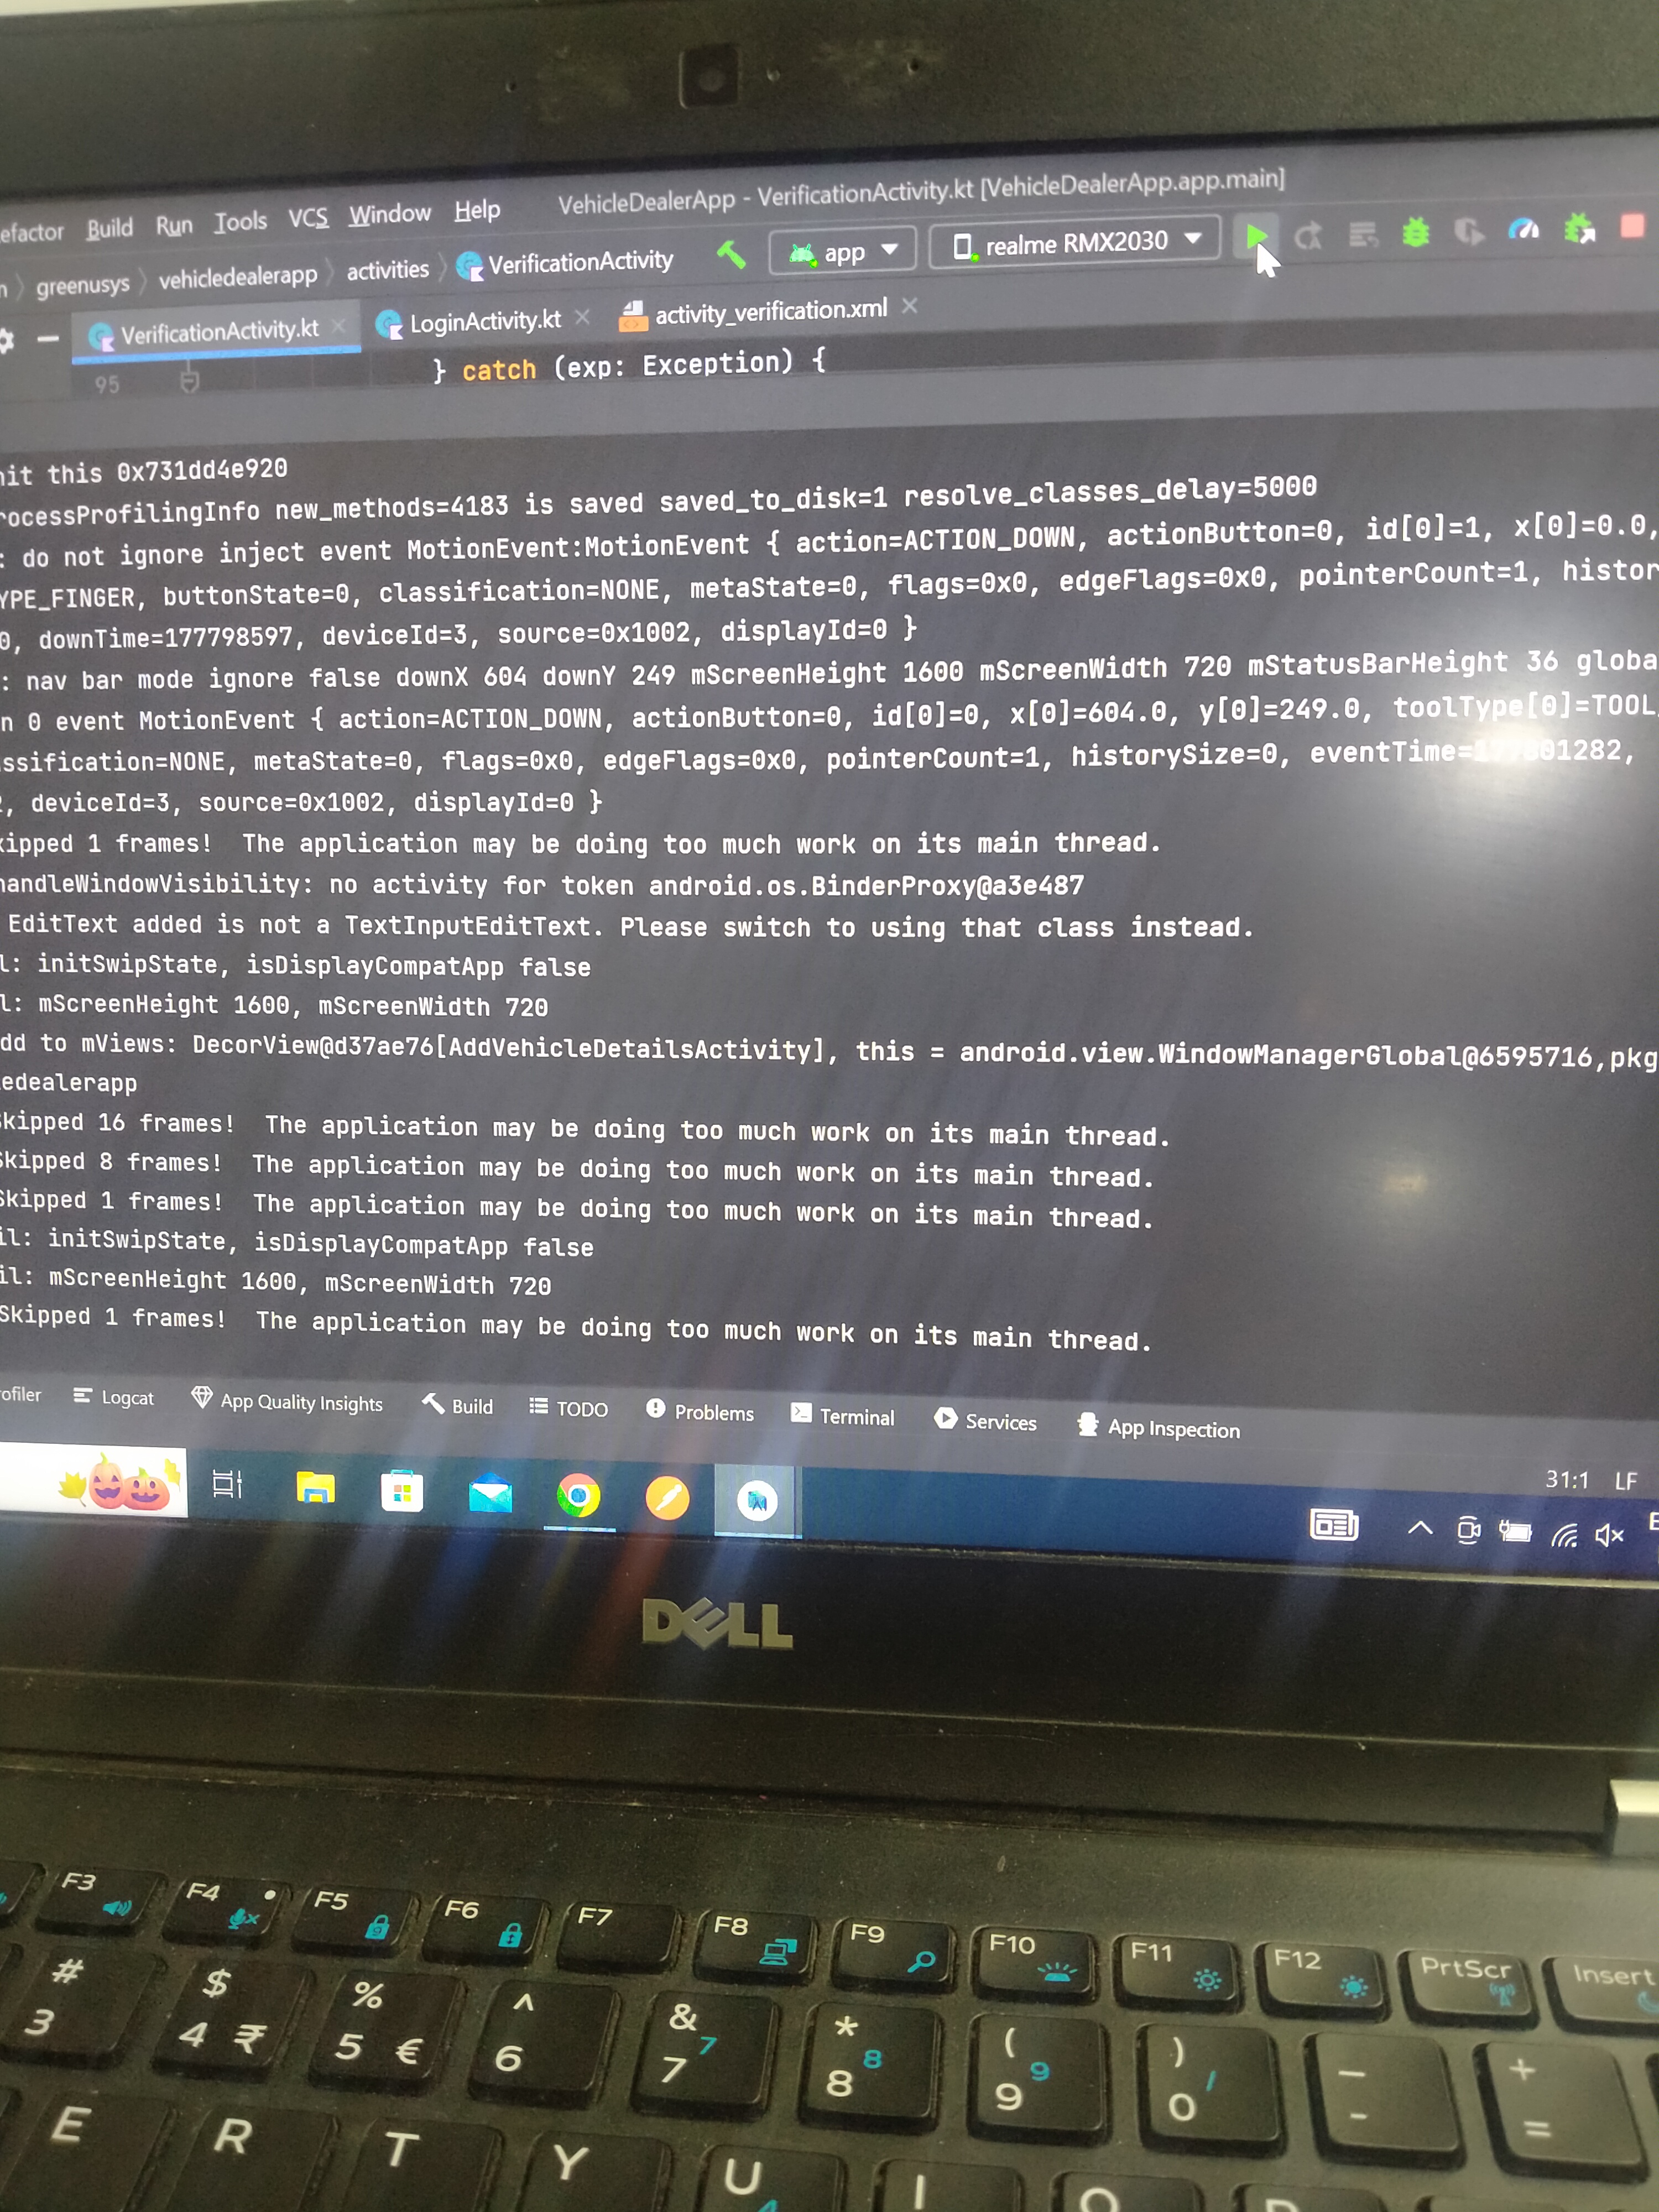 efactor Build Run Tools VCS Window Help VehicleDealerApp - VerificationActivity.kt [VehicleDealerApp.app.main]
greenusys vehicledealerapp activities VerificationActivity app realme RMX2030
VerificationActivity.kt LoginActivity.kt activity_verification.xml
95 } catch (exp: Exception) {
nit this 0x731dd4e920
rocessProfilingInfo new_methods=4183 is saved saved_to_disk=1 resolve_classes_delay=5000
: do not ignore inject event MotionEvent:MotionEvent { action=ACTION_DOWN, actionButton=0, id[0]=1, x[0]=0.0,
YPE_FINGER, buttonState=0, classification=NONE, metaState=0, flags=0x0, edgeFlags=0x0, pointerCount=1, histor
0, downTime=177798597, deviceId=3, source=0x1002, displayId=0 }
: nav bar mode ignore false downX 604 downY 249 mScreenHeight 1600 mScreenWidth 720 mStatusBarHeight 36 globa
n 0 event MotionEvent { action=ACTION_DOWN, actionButton=0, id[0]=0, x[0]=604.0, y[0]=249.0, toolType[0]=TOOL_
ssification=NONE, metaState=0, flags=0x0, edgeFlags=0x0, pointerCount=1, historySize=0,
2, deviceId=3, source=0x1002, displayId=0 }
kipped 1 frames! The application may be doing too much work on its main thread.
handleWindowVisibility: no activity for token android.os.BinderProxy@a3e487
EditText added is not a TextInputEditText. Please switch to using that class instead.
l: initSwipState, isDisplayCompatApp false
l: mScreenHeight 1600, mScreenWidth 720
dd to mViews: DecorView@d37ae76[AddVehicleDetailsActivity], this = android.view.WindowManagerGlobal@6595716,pkg
ledealerapp
Skipped 16 frames! The application may be doing too much work on its main thread.
Skipped 8 frames! The application may be doing too much work on its main thread.
Skipped 1 frames! The application may be doing too much work on its main thread.
il: initSwipState, isDisplayCompatApp false
il: mScreenHeight 1600, mScreenWidth 720
Skipped 1 frames! The application may be doing too much work on its main thread.
rofiler Logcat App Quality Insights Build TODO Problems Terminal Services App Inspection
31:1 LF
DELL
F3 F4 F5 F6 F7 F8 F9 F10 F11 F12 PrtScr Insert
# $ % ^ & * ( ) _ +
3 4 ₹ 5 € 6 7 7 8 8 9 9 0 / - =
E R T Y U I O